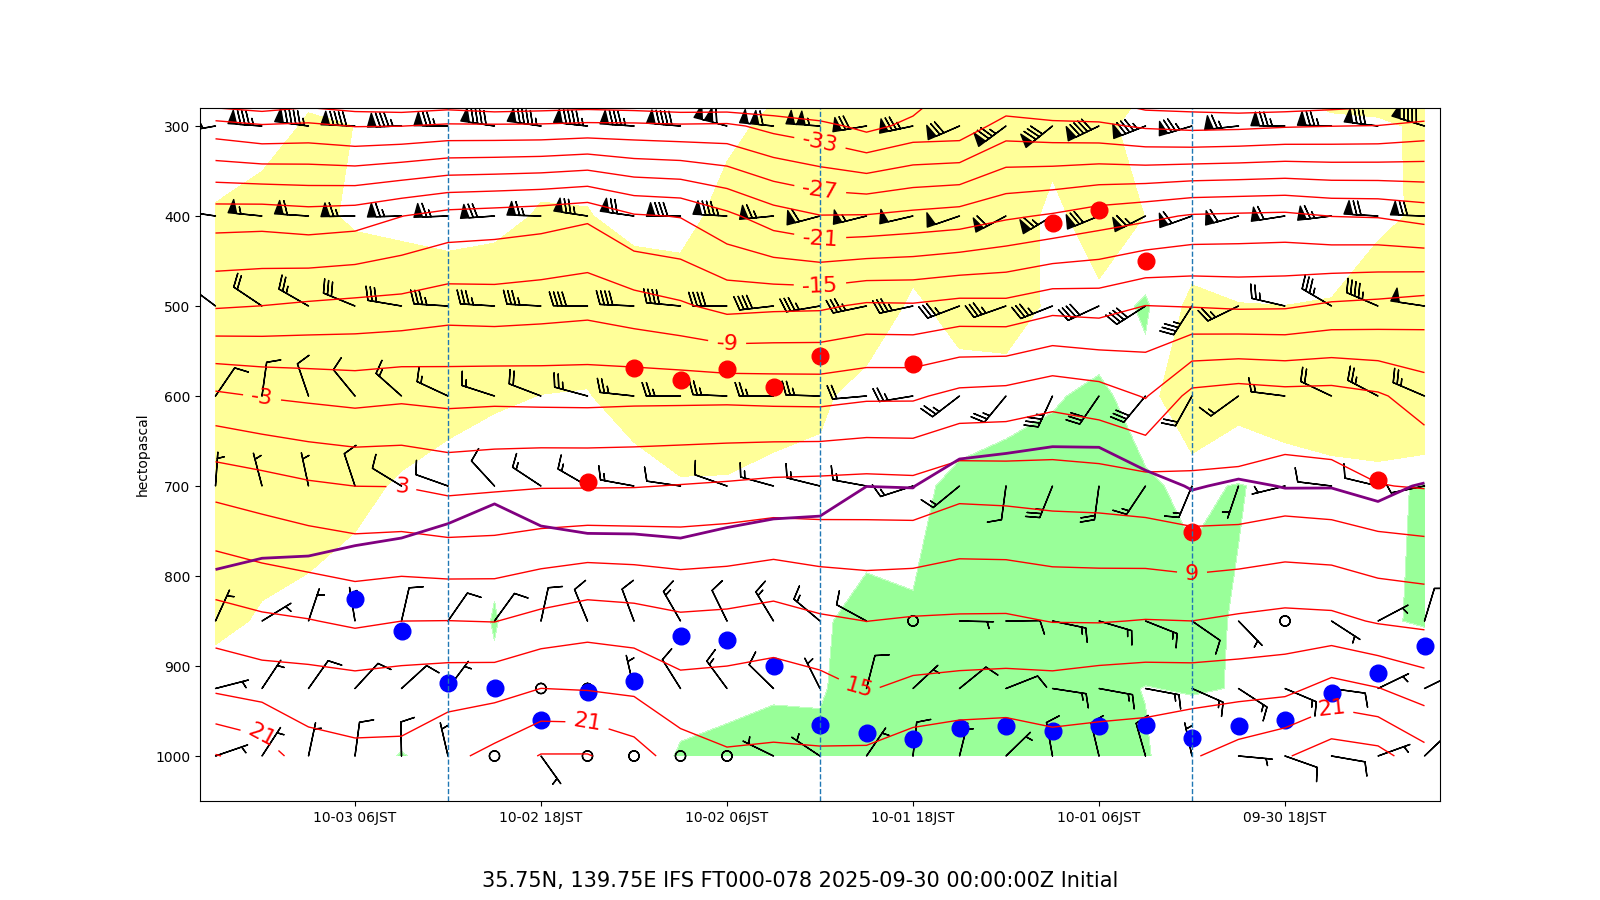 300
400
500
600
700
800
900
1000
hectopascal
-33
-27
-21
-15
-9
-3
3
9
15
21
21
21
10-03 06JST
10-02 18JST
10-02 06JST
10-01 18JST
10-01 06JST
09-30 18JST
35.75N, 139.75E IFS FT000-078 2025-09-30 00:00:00Z Initial